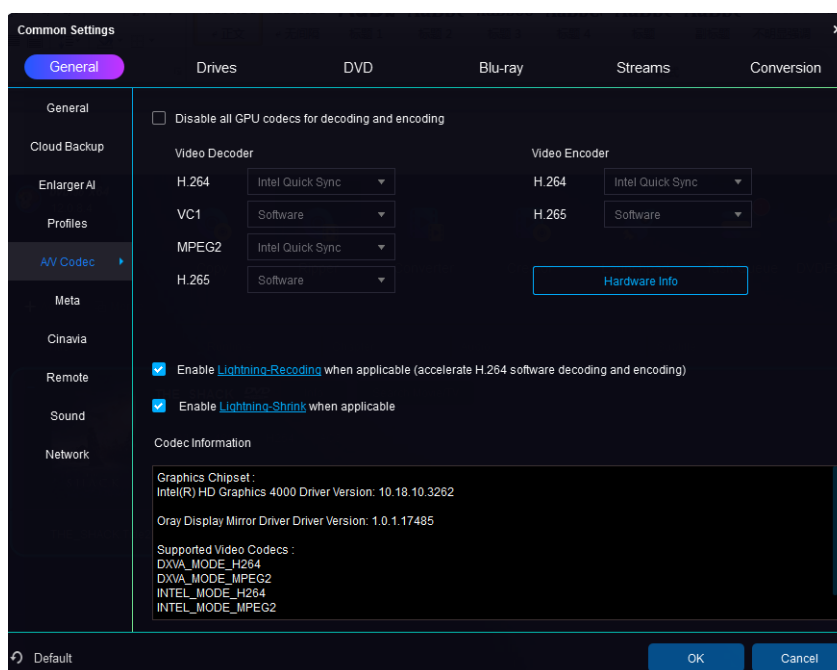 Common Settings
General Drives DVD Blu-ray Streams Conversion
General
Cloud Backup
Enlarger AI
Profiles
A/V Codec
Meta
Cinavia
Remote
Sound
Network
Disable all GPU codecs for decoding and encoding
Video Decoder
H.264 Intel Quick Sync
VC1 Software
MPEG2 Intel Quick Sync
H.265 Software
Video Encoder
H.264 Intel Quick Sync
H.265 Software
Hardware Info
Enable Lightning-Recoding when applicable (accelerate H.264 software decoding and encoding)
Enable Lightning-Shrink when applicable
Codec Information
Graphics Chipset :
Intel(R) HD Graphics 4000 Driver Version: 10.18.10.3262
Oray Display Mirror Driver Driver Version: 1.0.1.17485
Supported Video Codecs :
DXVA_MODE_H264
DXVA_MODE_MPEG2
INTEL_MODE_H264
INTEL_MODE_MPEG2
Default
OK
Cancel